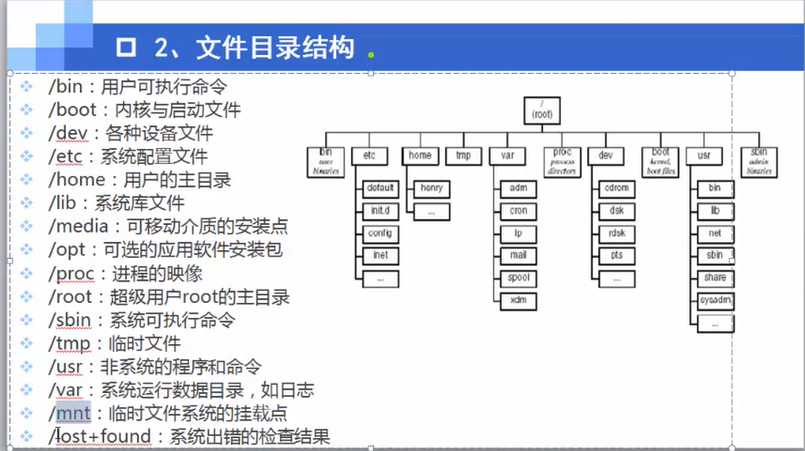 2、文件目录结构
/bin：用户可执行命令
/boot：内核与启动文件
/dev：各种设备文件
/etc：系统配置文件
/home：用户的主目录
/lib：系统库文件
/media：可移动介质的安装点
/opt：可选的应用软件安装包
/proc：进程的映像
/root：超级用户root的主目录
/sbin：系统可执行命令
/tmp：临时文件
/usr：非系统的程序和命令
/var：系统运行数据目录，如日志
/mnt：临时文件系统的挂载点
/lost+found：系统出错的检查结果
/
(root)
bin
user
binaries
etc
home
tmp
var
proc
process
directory
dev
boot
kernel,
boot files
usr
sbin
admin
binaries
default
init.d
config
inet
...
henry
...
adm
cron
lp
mail
spool
xdm
cdrom
dsk
rdsk
pts
...
bin
lib
net
sbin
share
sysadm
...